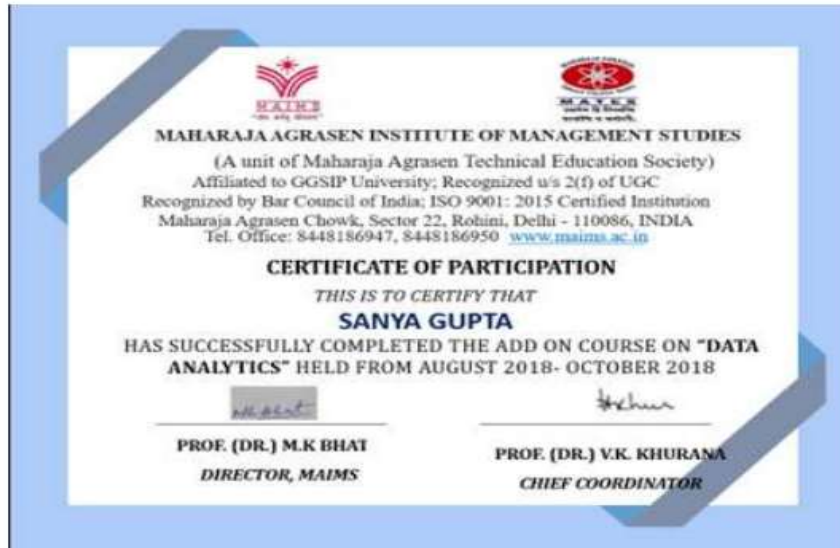 MAIMS
MATES
MAHARAJA AGRASEN INSTITUTE OF MANAGEMENT STUDIES
(A unit of Maharaja Agrasen Technical Education Society)
Affiliated to GGSIP University; Recognized u/s 2(f) of UGC
Recognized by Bar Council of India; ISO 9001: 2015 Certified Institution
Maharaja Agrasen Chowk, Sector 22, Rohini, Delhi - 110086, INDIA
Tel. Office: 8448186947, 8448186950 www.maims.ac.in
CERTIFICATE OF PARTICIPATION
THIS IS TO CERTIFY THAT
SANYA GUPTA
HAS SUCCESSFULLY COMPLETED THE ADD ON COURSE ON "DATA
ANALYTICS" HELD FROM AUGUST 2018- OCTOBER 2018
PROF. (DR.) M.K BHAT
DIRECTOR, MAIMS
PROF. (DR.) V.K. KHURANA
CHIEF COORDINATOR